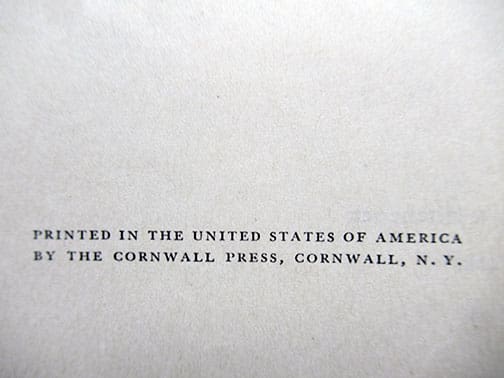 PRINTED IN THE UNITED STATES OF AMERICA
BY THE CORNWALL PRESS, CORNWALL, N. Y.